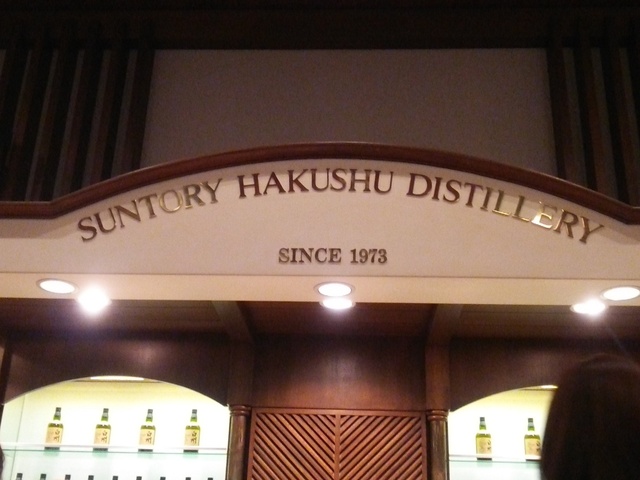 SUNTORY HAKUSHU DISTILLERY
SINCE 1973